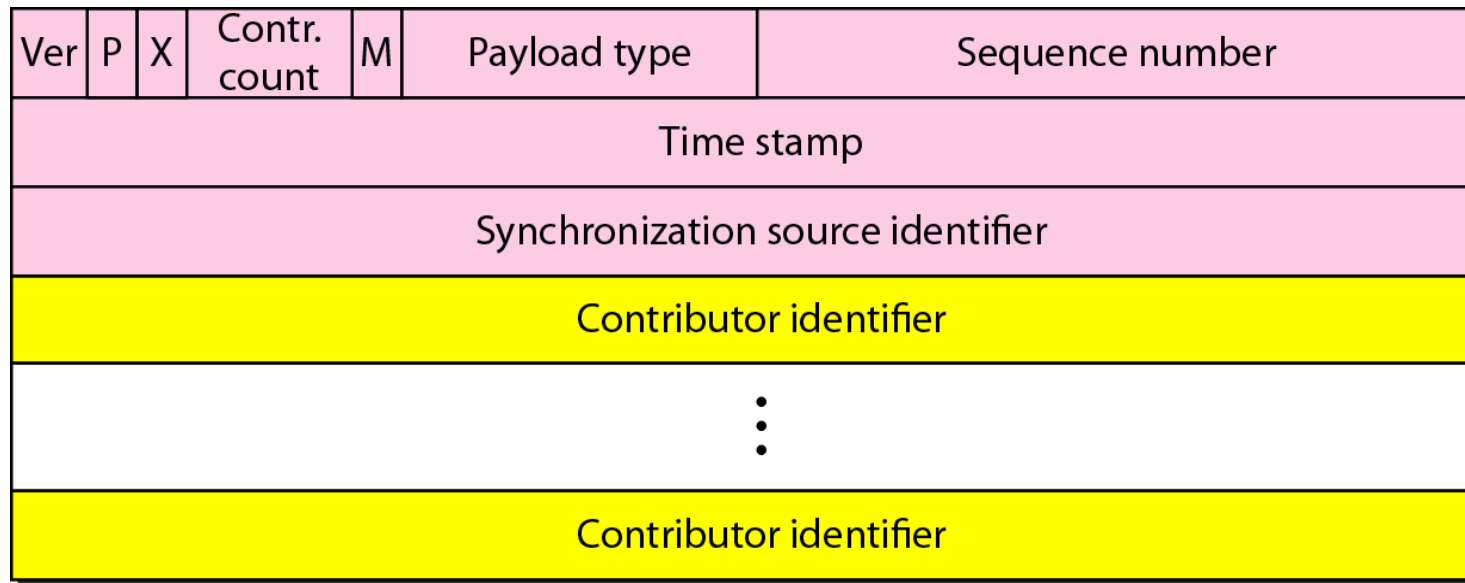 Ver P X Contr. count M Payload type Sequence number
Time stamp
Synchronization source identifier
Contributor identifier
Contributor identifier